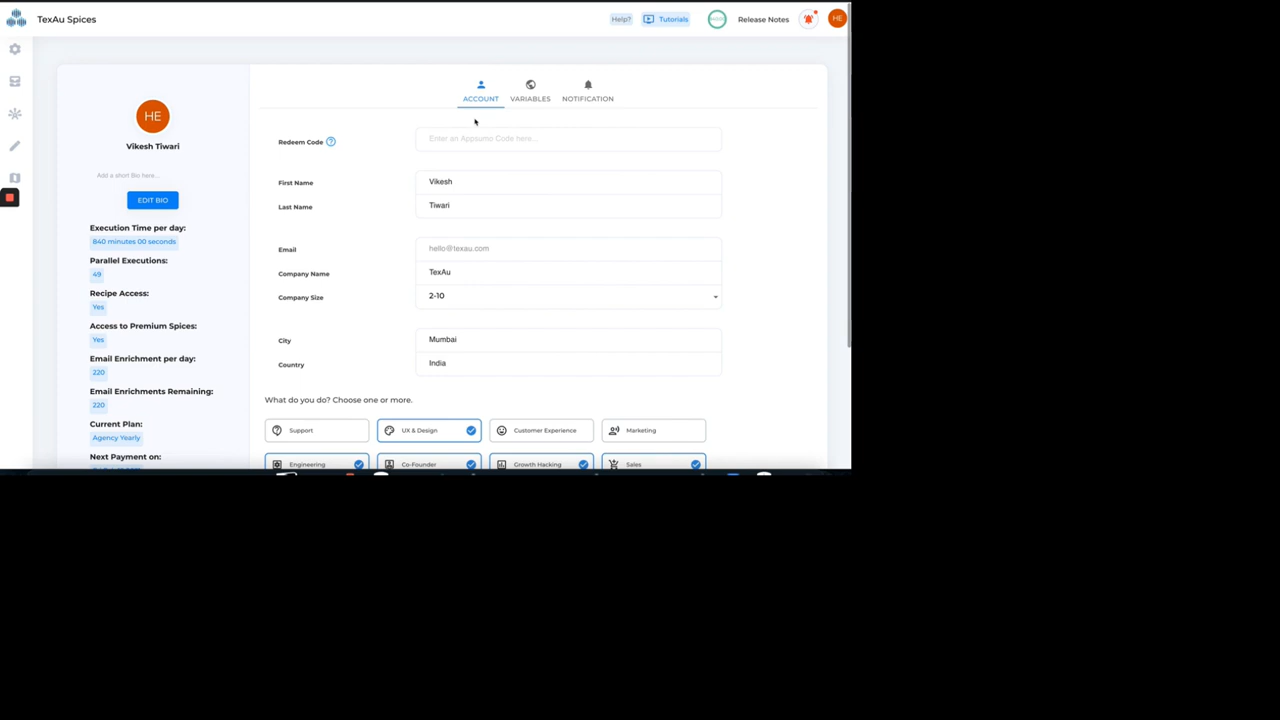 TexAu Spices
Help?
Tutorials
Release Notes
HE
HE
Vikesh Tiwari
Add a short Bio here...
EDIT BIO
Execution Time per day:
840 minutes 00 seconds
Parallel Executions:
49
Recipe Access:
Yes
Access to Premium Spices:
Yes
Email Enrichment per day:
220
Email Enrichments Remaining:
220
Current Plan:
Agency Yearly
Next Payment on:
ACCOUNT
VARIABLES
NOTIFICATION
Redeem Code
Enter an Appsumo Code here...
First Name
Vikesh
Last Name
Tiwari
Email
hello@texau.com
Company Name
TexAu
Company Size
2-10
City
Mumbai
Country
India
What do you do? Choose one or more.
Support
UX & Design
Customer Experience
Marketing
Engineering
Co-Founder
Growth Hacking
Sales